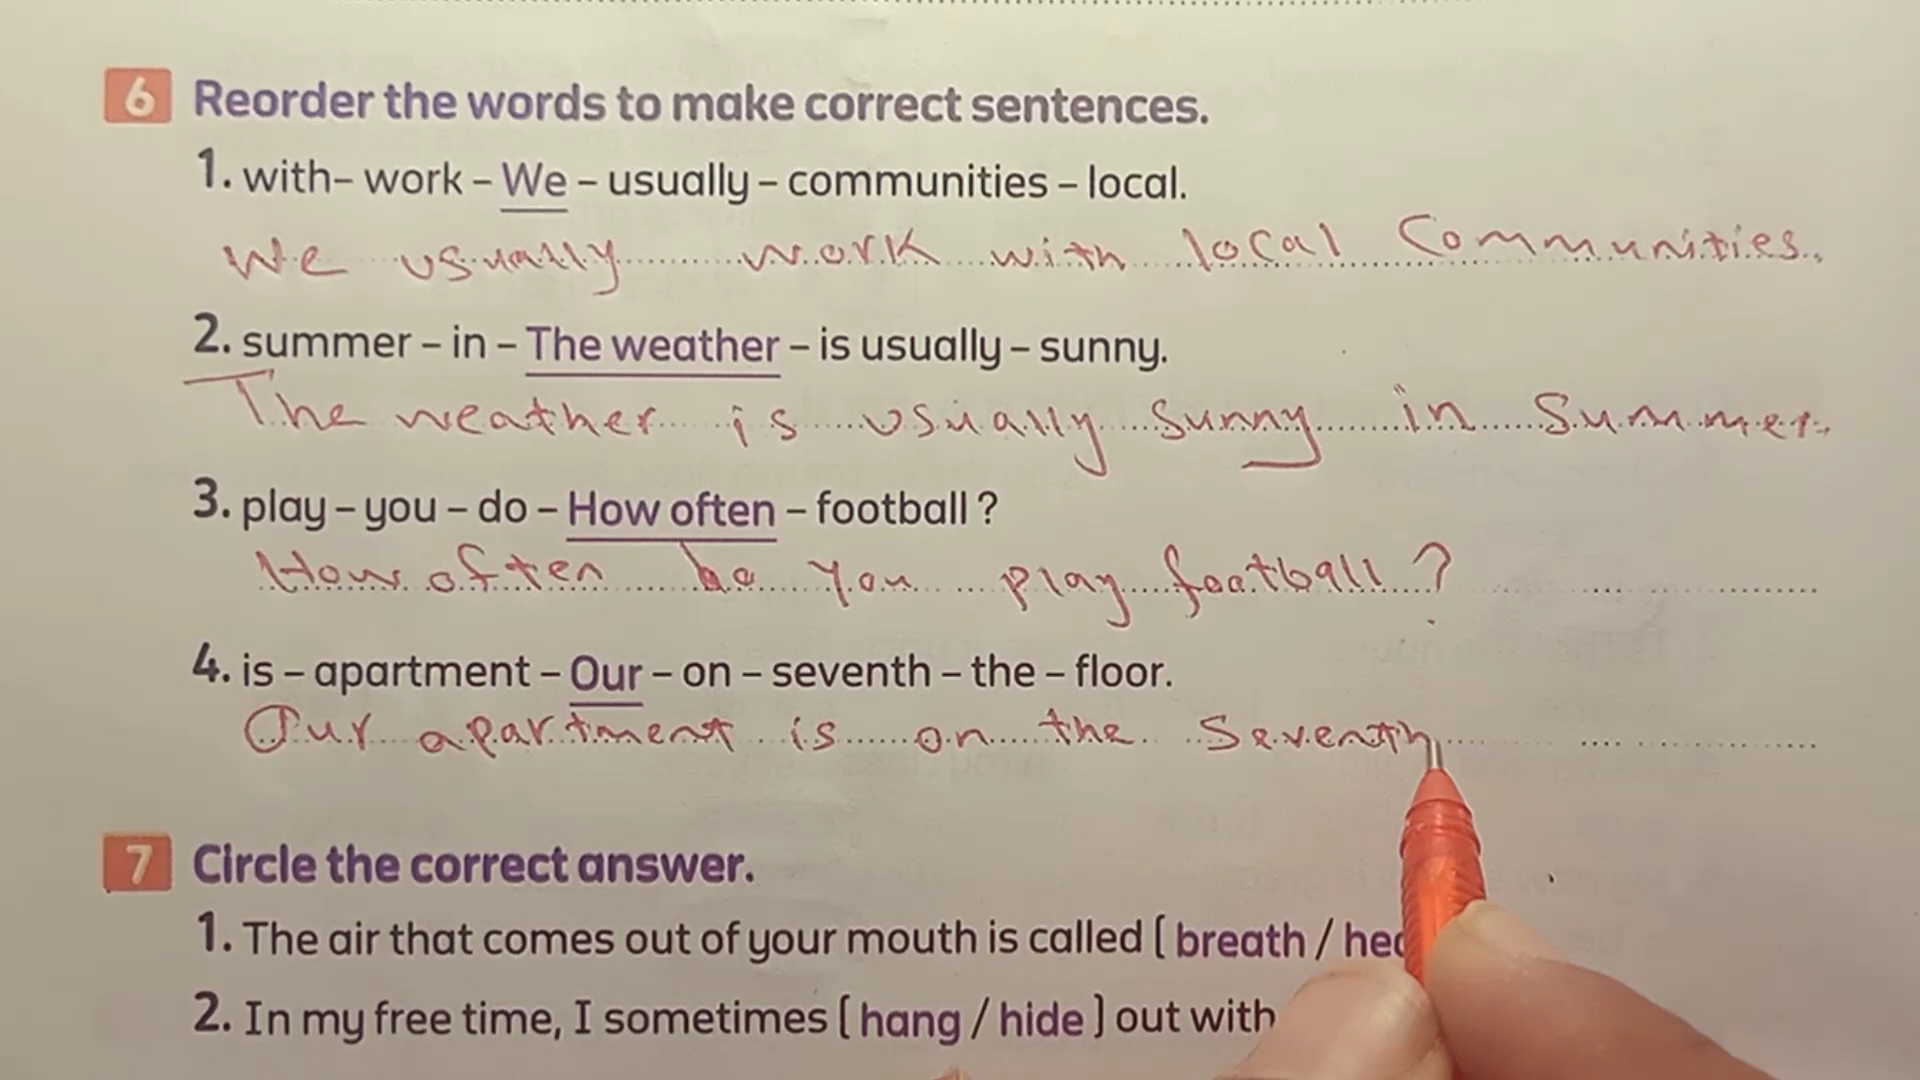 6 Reorder the words to make correct sentences.
1. with– work – We – usually – communities – local.
We usually work with local Communities.
2. summer – in – The weather – is usually – sunny.
The weather is usually sunny in Summer.
3. play – you – do – How often – football ?
How often do you play football ?
4. is – apartment – Our – on – seventh – the – floor.
Our apartment is on the Seventh
7 Circle the correct answer.
1. The air that comes out of your mouth is called ( breath /
2. In my free time, I sometimes ( hang / hide ) out with